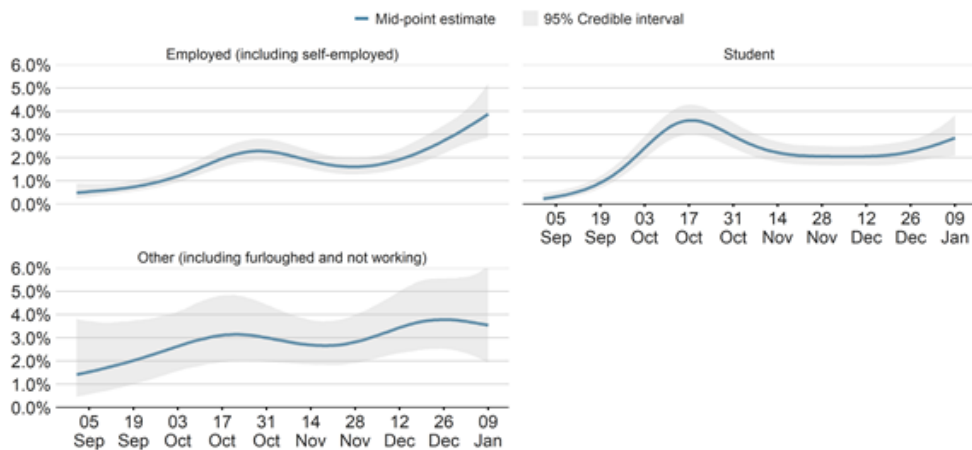 Mid-point estimate 95% Credible interval
Employed (including self-employed)
6.0%
5.0%
4.0%
3.0%
2.0%
1.0%
0.0%
Student
05 19 03 17 31 14 28 12 26 09
Sep Sep Oct Oct Oct Nov Nov Dec Dec Jan
Other (including furloughed and not working)
6.0%
5.0%
4.0%
3.0%
2.0%
1.0%
0.0%
05 19 03 17 31 14 28 12 26 09
Sep Sep Oct Oct Oct Nov Nov Dec Dec Jan